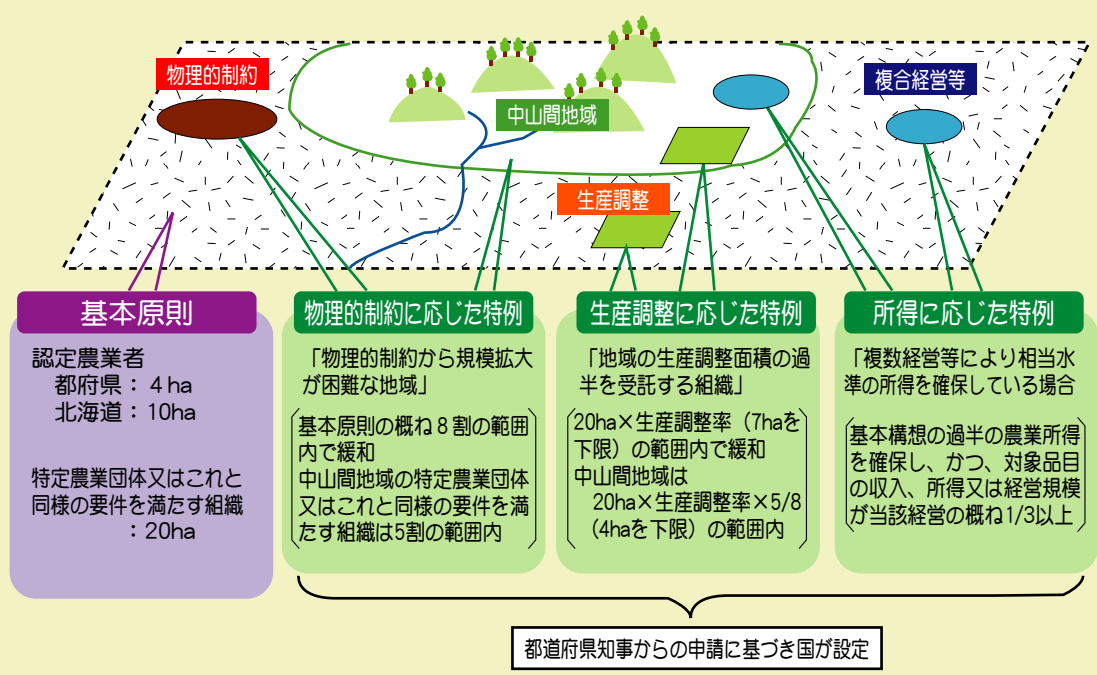 物理的制約
複合経営等
中山間地域
生産調整
基本原則
認定農業者
都府県：４ha
北海道：10ha
特定農業団体又はこれと
同様の要件を満たす組織
：20ha
物理的制約に応じた特例
「物理的制約から規模拡大
が困難な地域」
基本原則の概ね８割の範囲
内で緩和
中山間地域の特定農業団体
又はこれと同様の要件を満
たす組織は5割の範囲内
生産調整に応じた特例
「地域の生産調整面積の過
半を受託する組織」
20ha×生産調整率（7haを
下限）の範囲内で緩和
中山間地域は
20ha×生産調整率×5/8
（4haを下限）の範囲内
所得に応じた特例
「複数経営等により相当水
準の所得を確保している場合
基本構想の過半の農業所得
を確保し、かつ、対象品目
の収入、所得又は経営規模
が当該経営の概ね1/3以上
都道府県知事からの申請に基づき国が設定